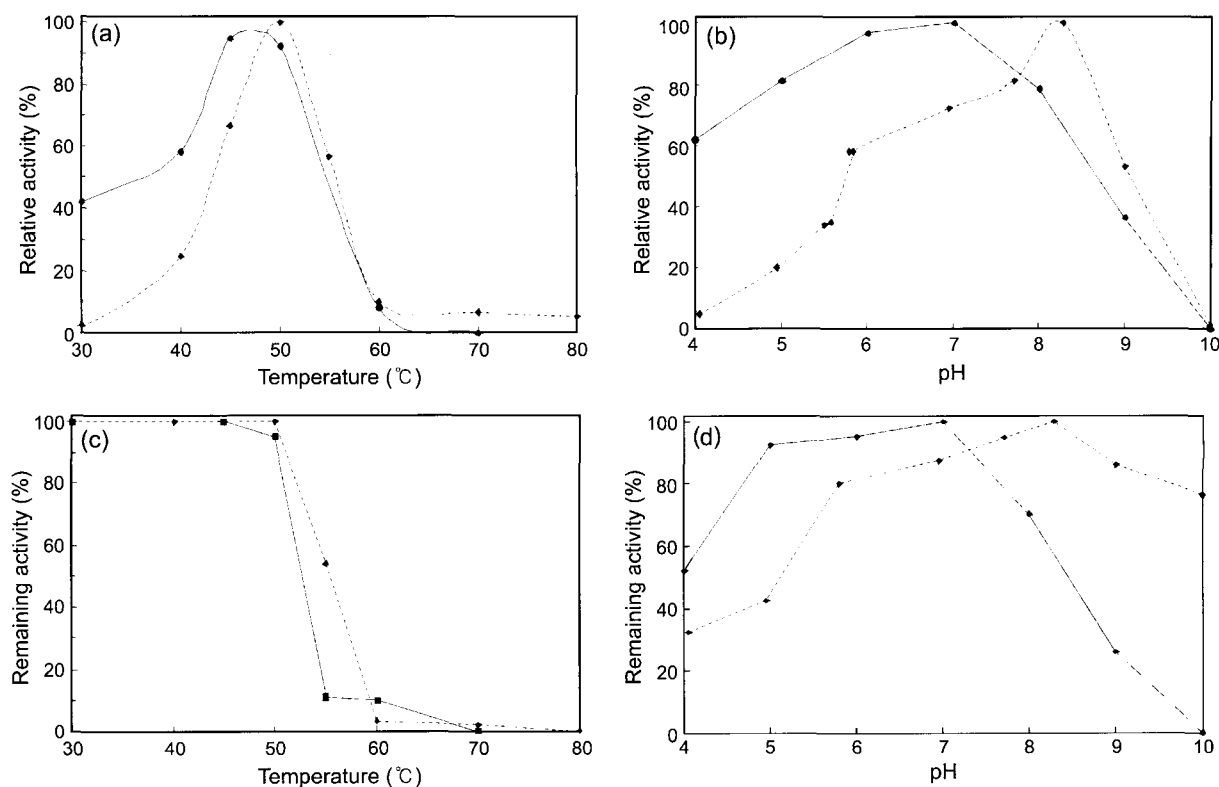 (a)
100
80
60
40
20
0
Relative activity (%)
30 40 50 60 70 80
Temperature (℃)
(b)
100
80
60
40
20
0
Relative activity (%)
4 5 6 7 8 9 10
pH
(c)
100
80
60
40
20
0
Remaining activity (%)
30 40 50 60 70 80
Temperature (℃)
(d)
100
80
60
40
20
0
Remaining activity (%)
4 5 6 7 8 9 10
pH